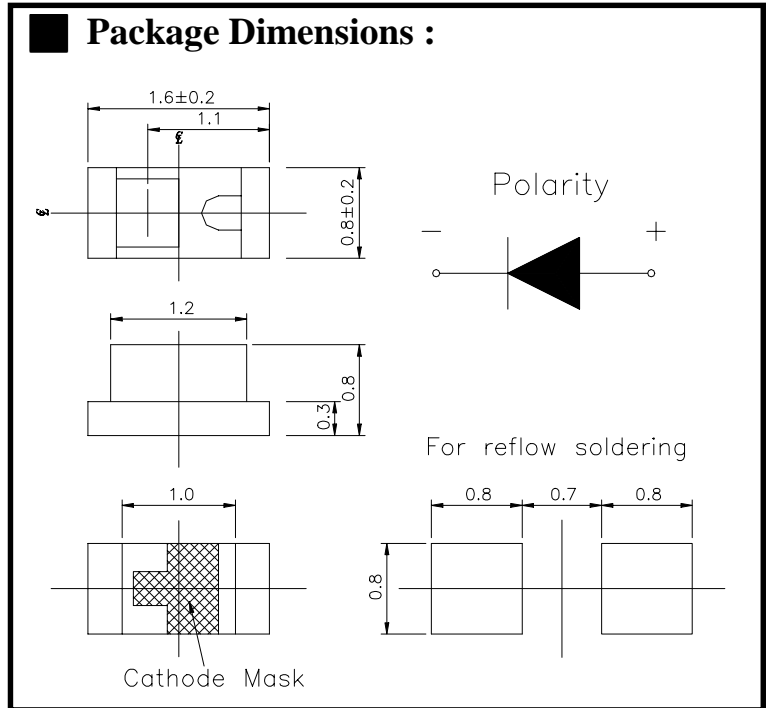 Package Dimensions :
1.6±0.2
1.1
℄
℄
0.8±0.2
Polarity
− +
1.2
0.8
0.3
For reflow soldering
1.0
0.8 0.7 0.8
0.8
Cathode Mask